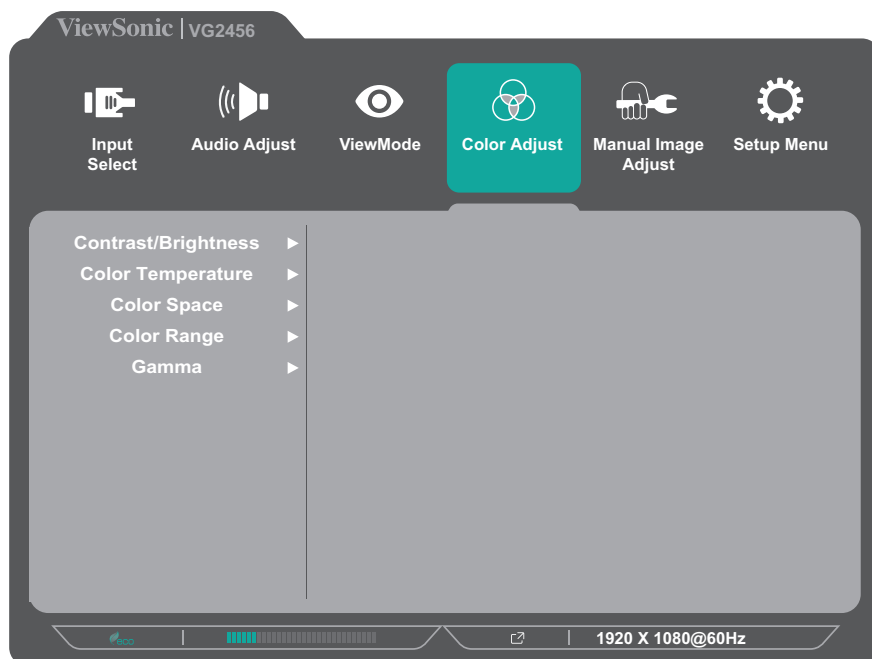 ViewSonic | VG2456
Input
Select
Audio Adjust
ViewMode
Color Adjust
Manual Image
Adjust
Setup Menu
Contrast/Brightness
Color Temperature
Color Space
Color Range
Gamma
eco
1920 X 1080@60Hz